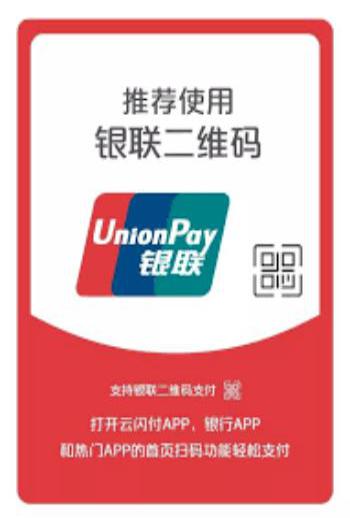 推荐使用
银联二维码
UnionPay
银联
支持银联二维码支付
打开云闪付APP、银行APP
和热门APP的首页扫码功能轻松支付